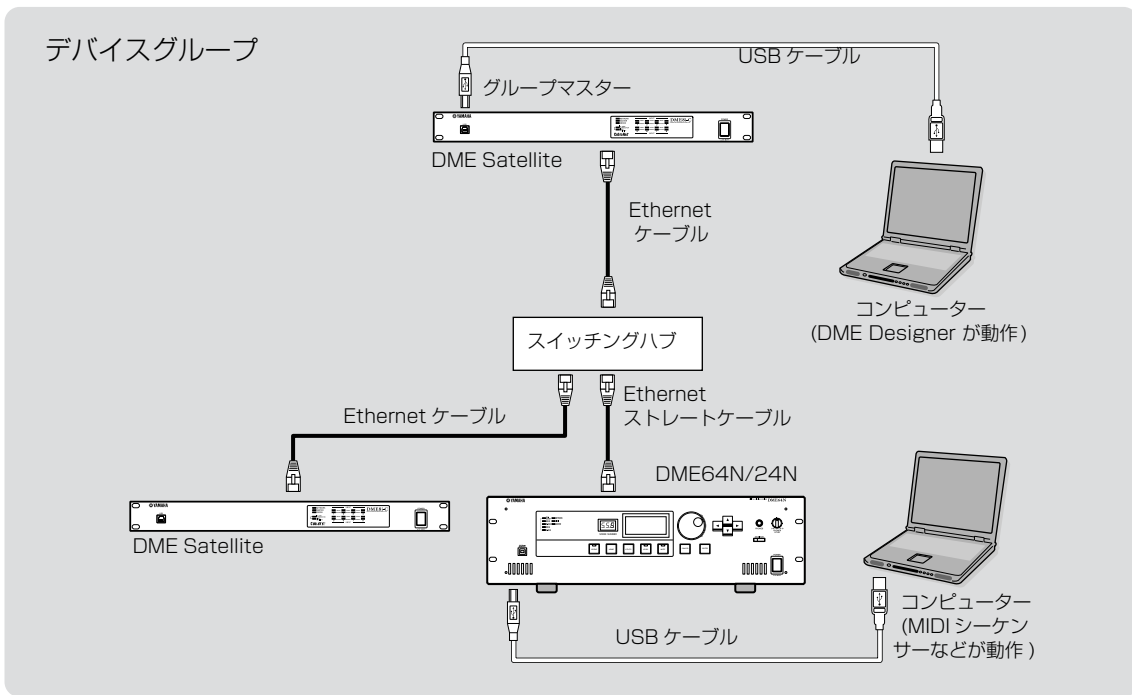 デバイスグループ
USB ケーブル
グループマスター
YAMAHA
DME Satellite
Ethernet
ケーブル
コンピューター
(DME Designer が動作)
スイッチングハブ
Ethernet ケーブル
Ethernet
ストレートケーブル
DME64N/24N
YAMAHA
DME64N
YAMAHA
DME Satellite
コンピューター
(MIDI シーケン
サーなどが動作 )
USB ケーブル